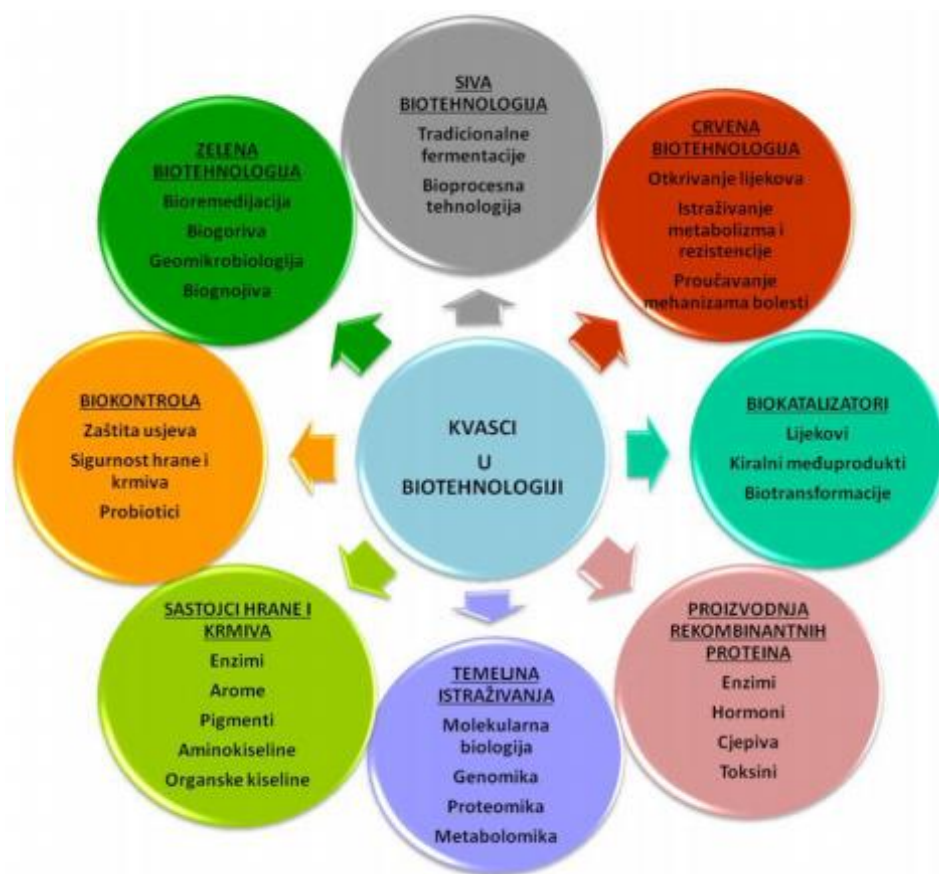 SIVA
BIOTEHNOLOGIJA
Tradicionalne
fermentacije
Bioprocesna
tehnologija
CRVENA
BIOTEHNOLOGIJA
Otkrivanje lijekova
Istraživanje
metabolizma i
rezistencije
Proučavanje
mehanizama bolesti
BIOKATALIZATORI
Lijekovi
Kiralni međuprodukti
Biotransformacije
PROIZVODNJA
REKOMBINANTNIH
PROTEINA
Enzimi
Hormoni
Cjepiva
Toksini
TEMELJNA
ISTRAŽIVANJA
Molekularna
biologija
Genomika
Proteomika
Metabolomika
SASTOJCI HRANE I
KRMIVA
Enzimi
Arome
Pigmenti
Aminokiseline
Organske kiseline
BIOKONTROLA
Zaštita usjeva
Sigurnost hrane i
krmiva
Probiotici
ZELENA
BIOTEHNOLOGIJA
Bioremedijacija
Biogoriva
Geomikrobiologija
Biognojiva
KVASCI
U
BIOTEHNOLOGIJI